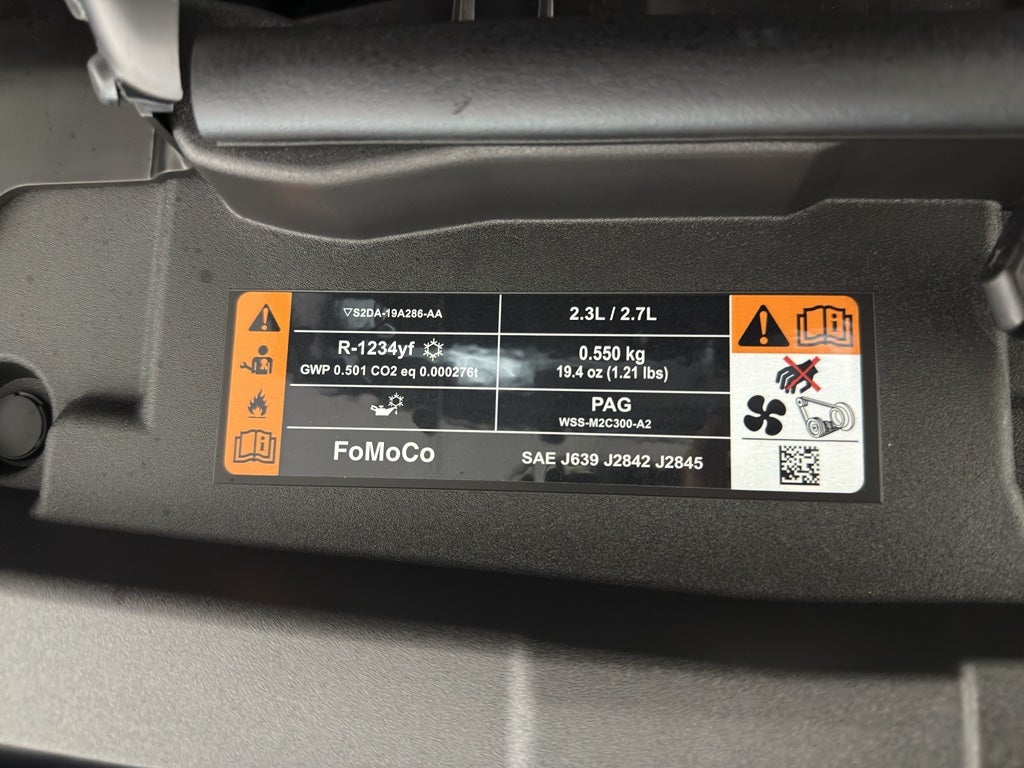 ▽S2DA-19A286-AA
2.3L / 2.7L
R-1234yf
GWP 0.501 CO2 eq 0.000276t
0.550 kg
19.4 oz (1.21 lbs)
PAG
WSS-M2C300-A2
FoMoCo
SAE J639 J2842 J2845